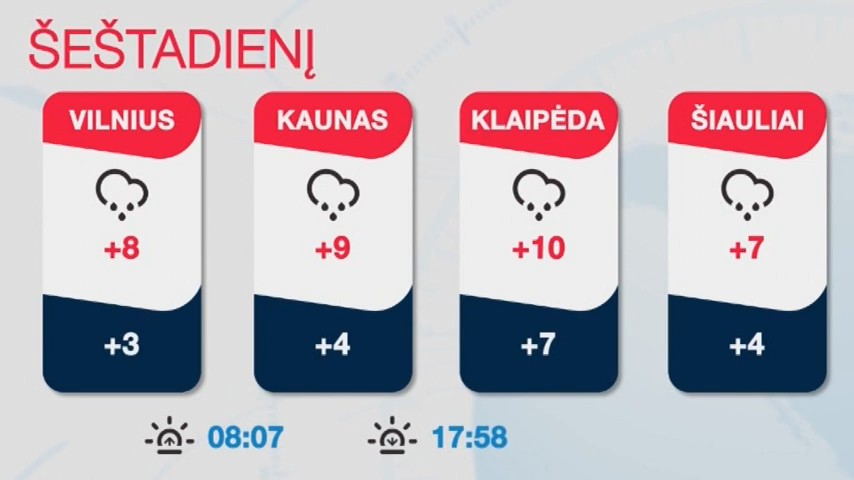 ŠEŠTADIENĮ
VILNIUS
+8
+3
KAUNAS
+9
+4
KLAIPĖDA
+10
+7
ŠIAULIAI
+7
+4
08:07
17:58